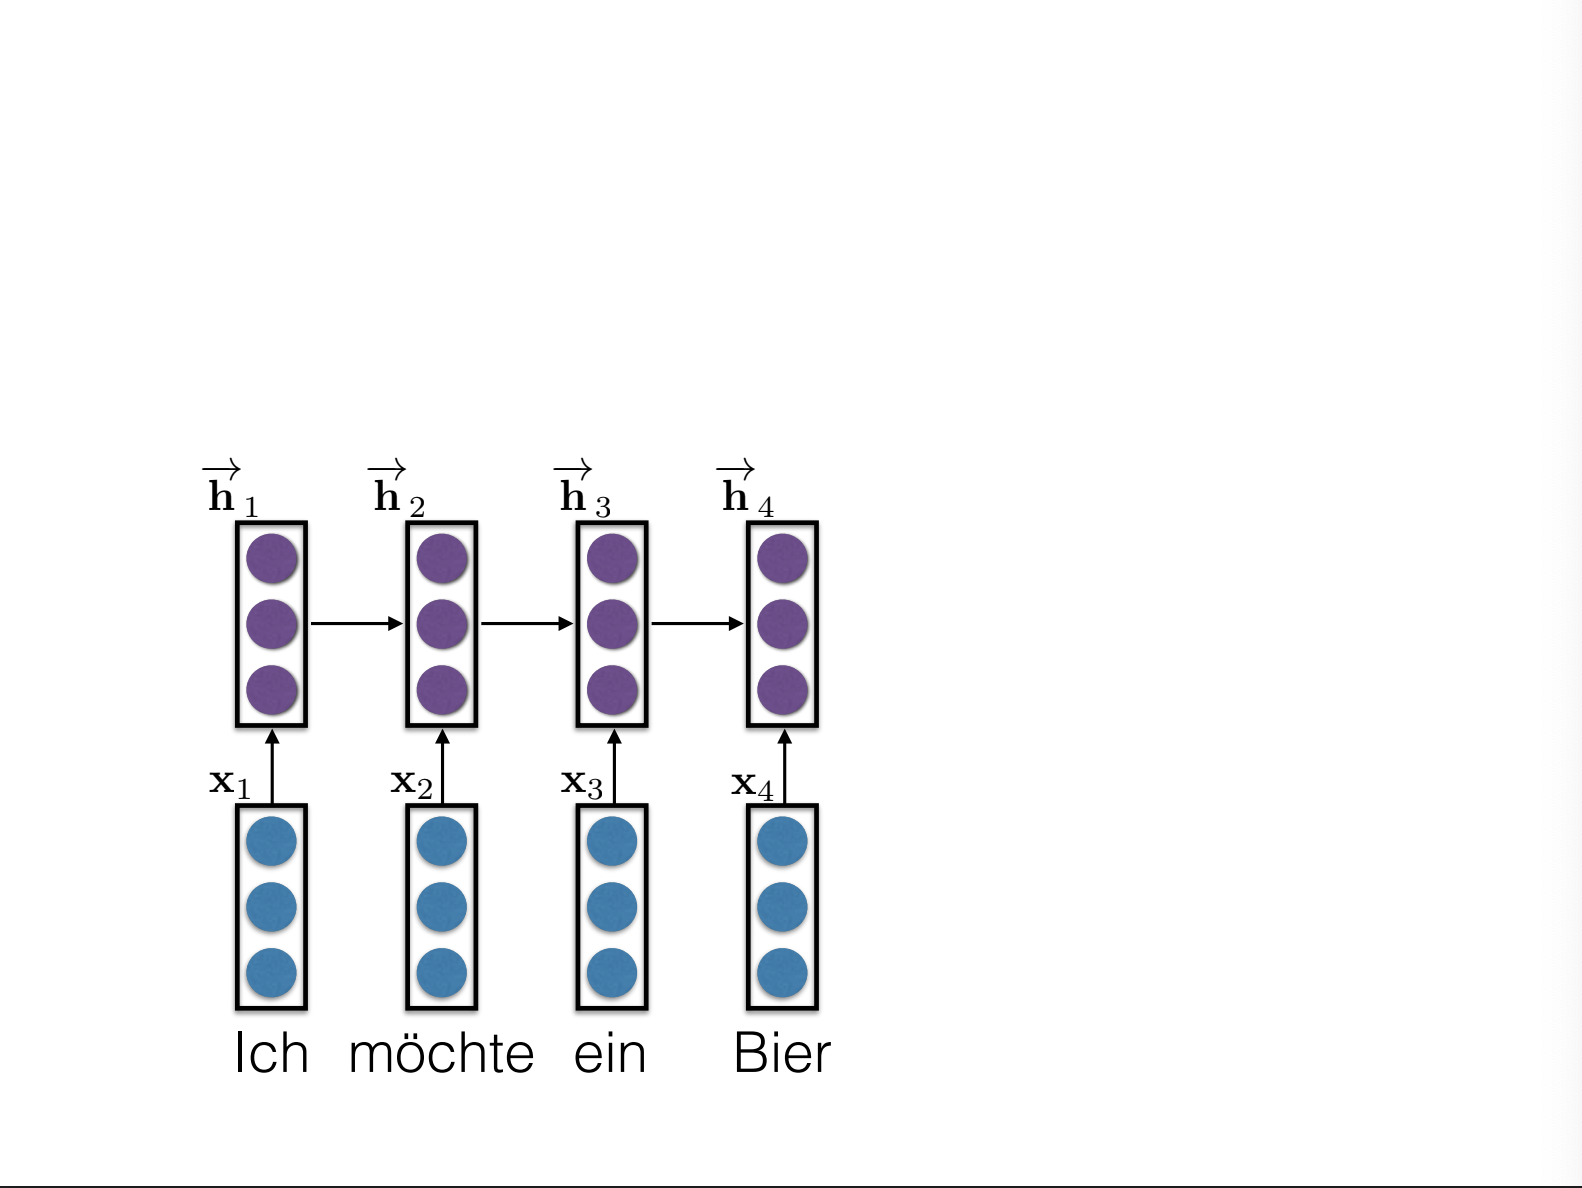 →h₁ →h₂ →h₃ →h₄
x₁ x₂ x₃ x₄
Ich möchte ein Bier